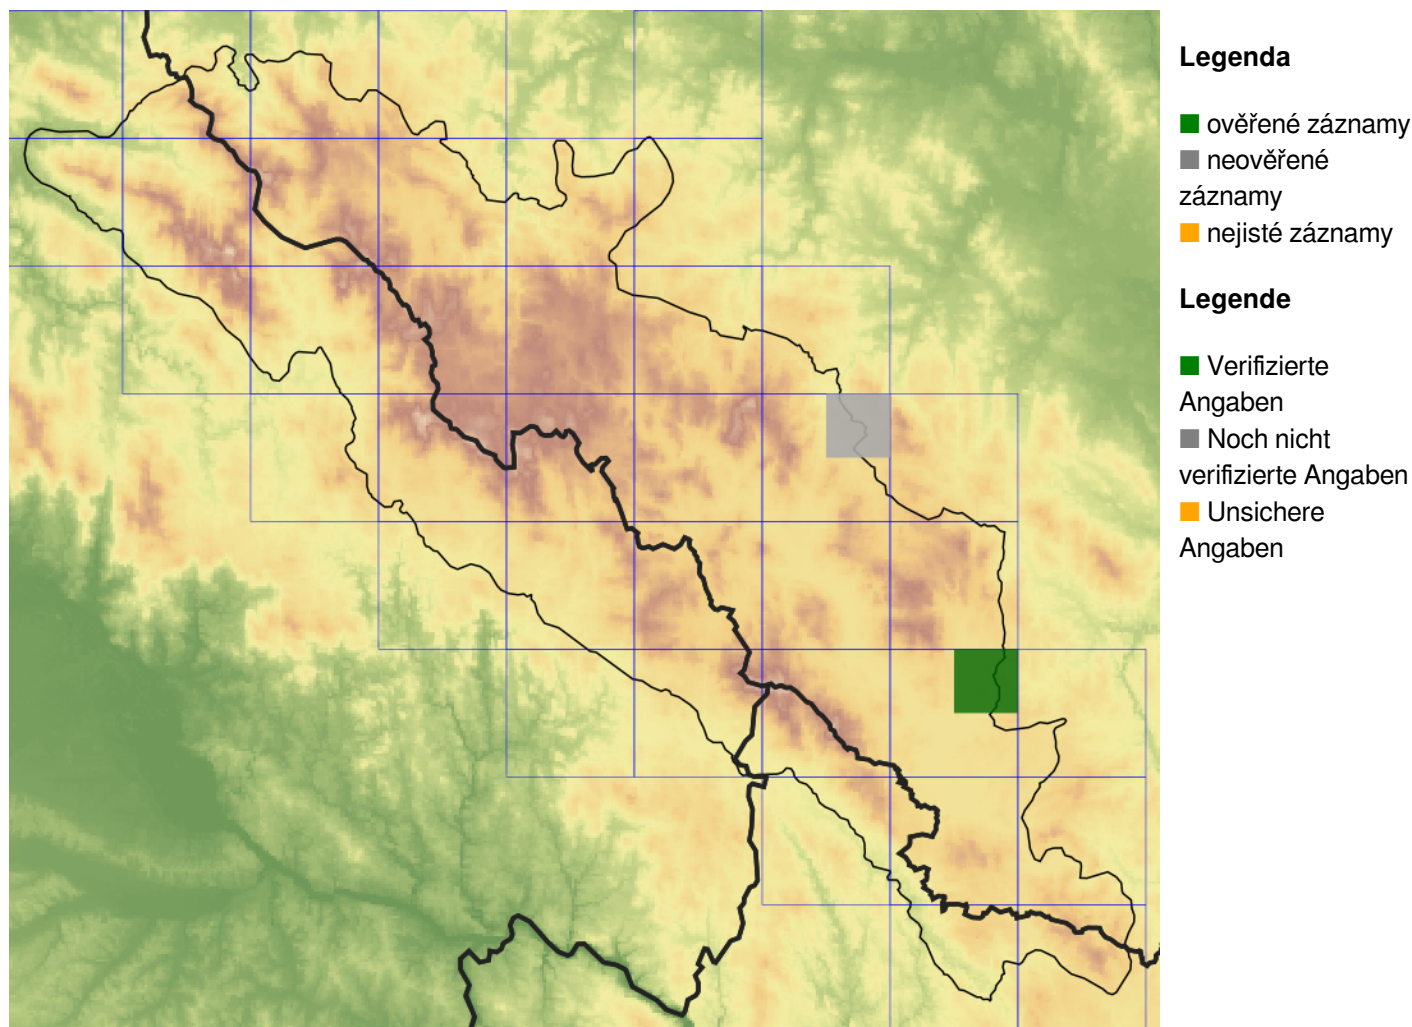 Legenda
ověřené záznamy
neověřené
záznamy
nejisté záznamy
Legende
Verifizierte
Angaben
Noch nicht
verifizierte Angaben
Unsichere
Angaben